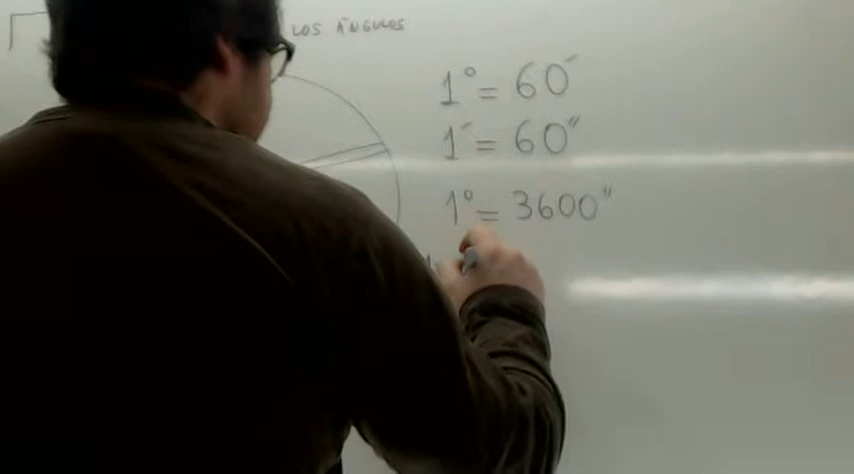 LOS ÁNGULOS
1° = 60'
1' = 60"
1° = 3600"